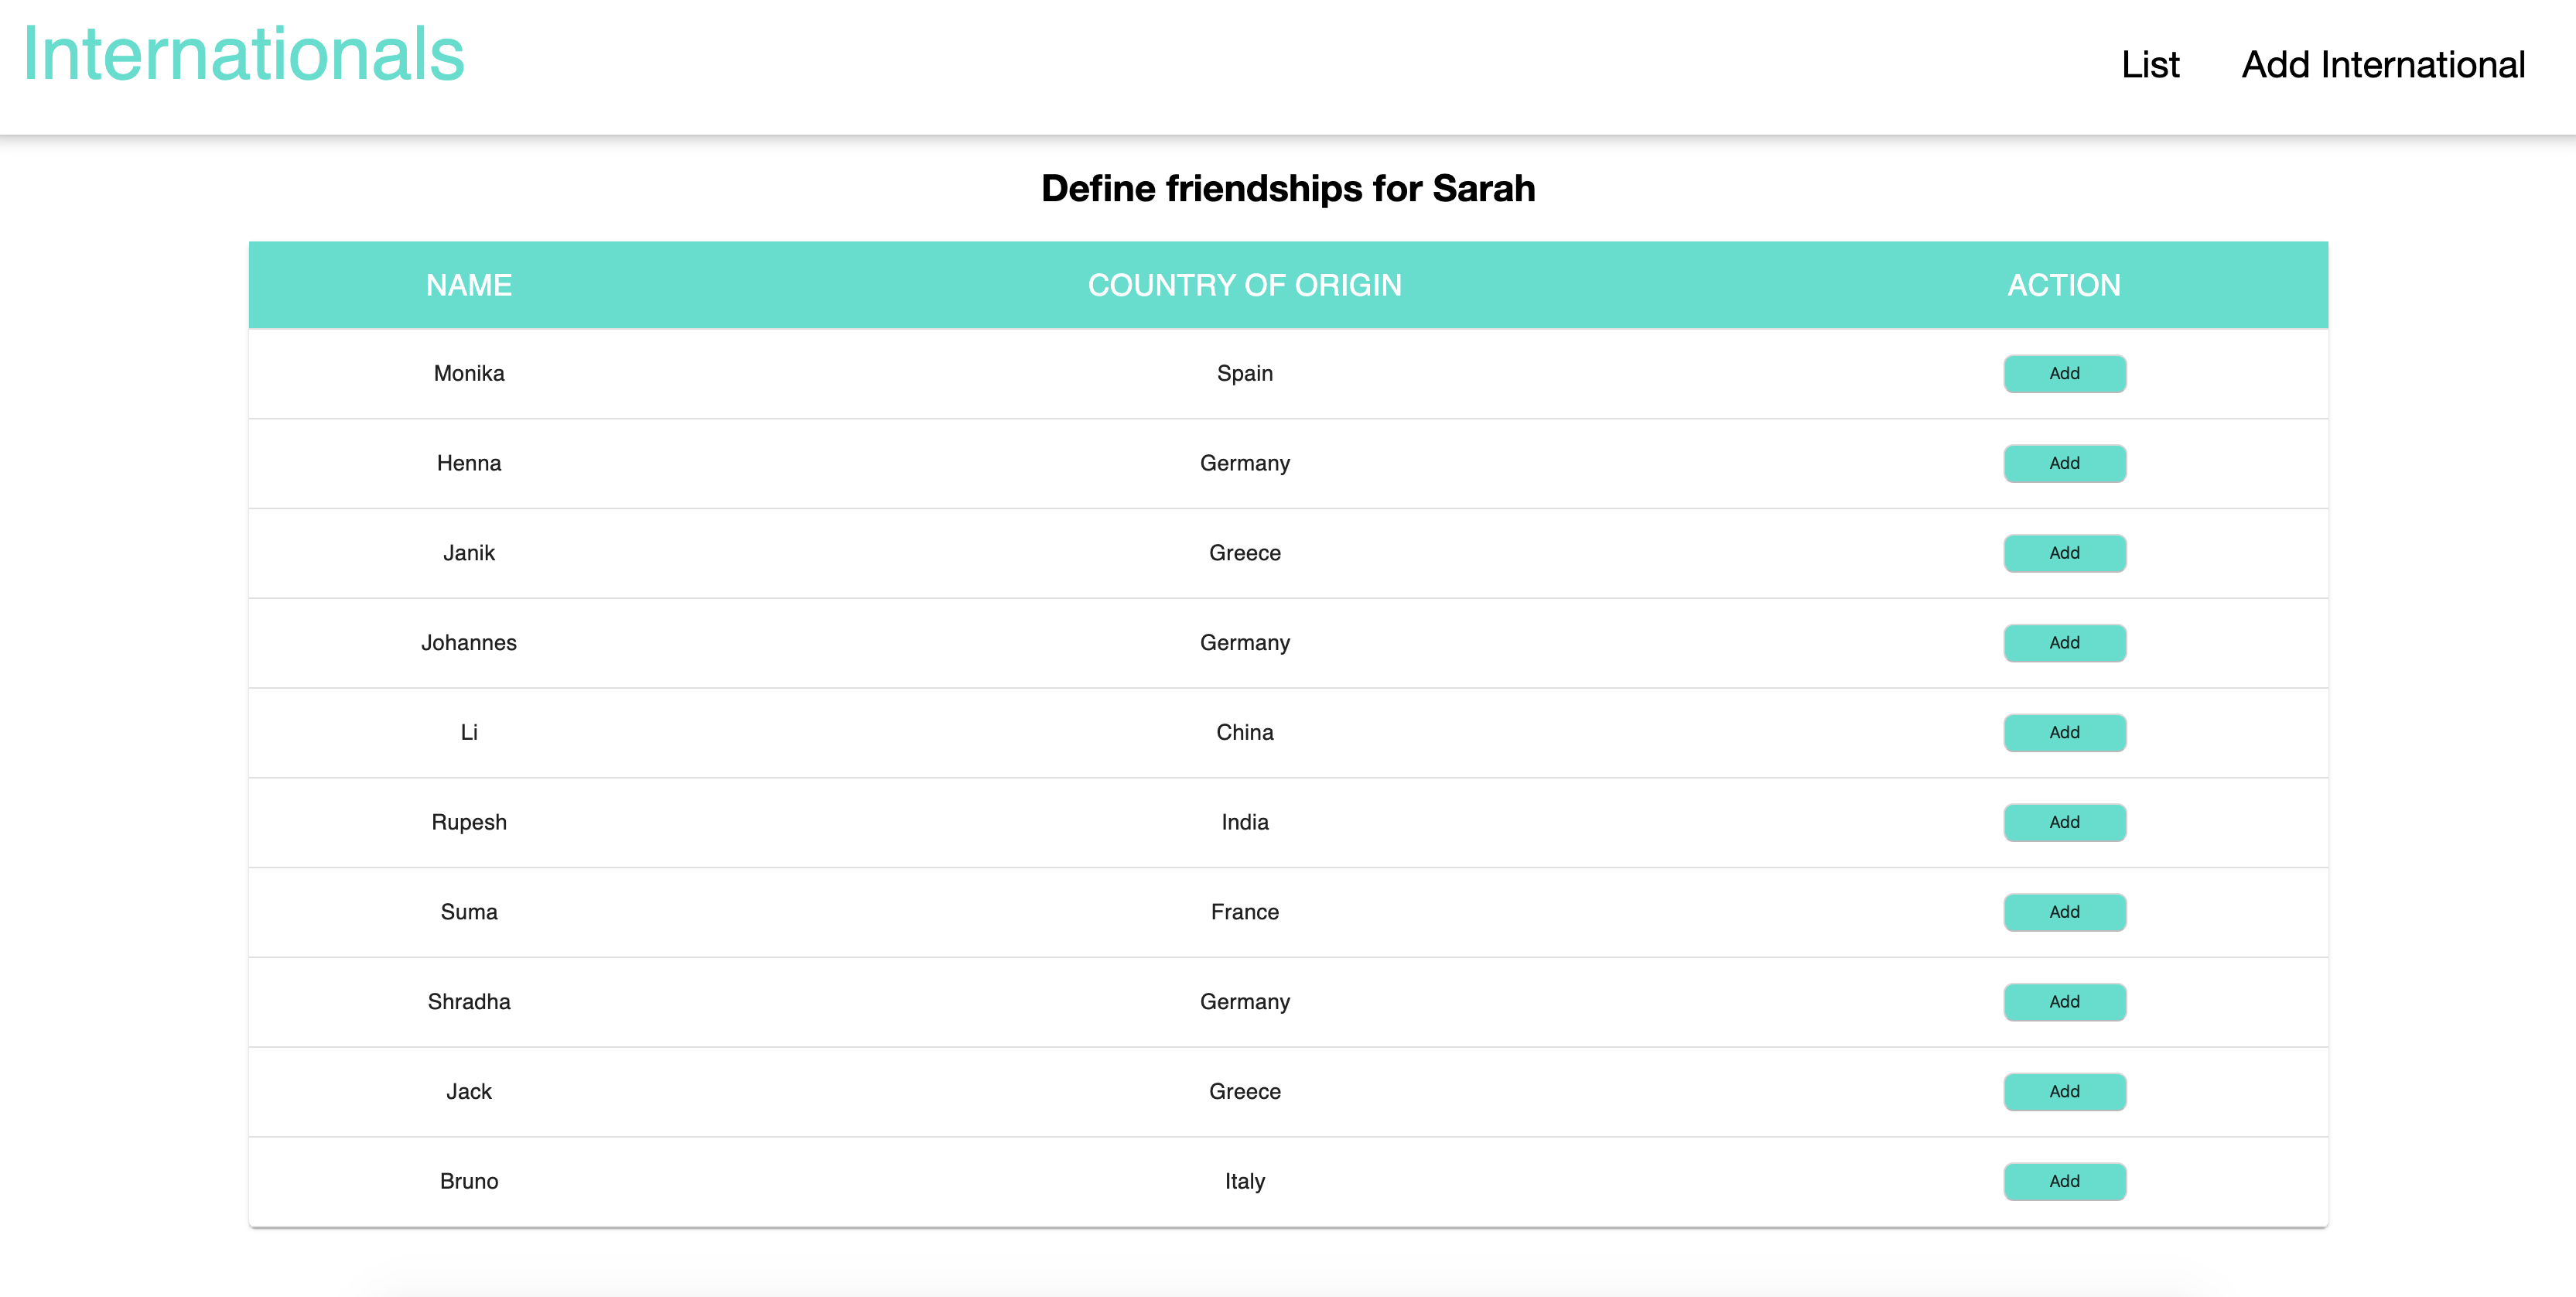 Internationals
List Add International
Define friendships for Sarah
NAME COUNTRY OF ORIGIN ACTION
Monika Spain Add
Henna Germany Add
Janik Greece Add
Johannes Germany Add
Li China Add
Rupesh India Add
Suma France Add
Shradha Germany Add
Jack Greece Add
Bruno Italy Add